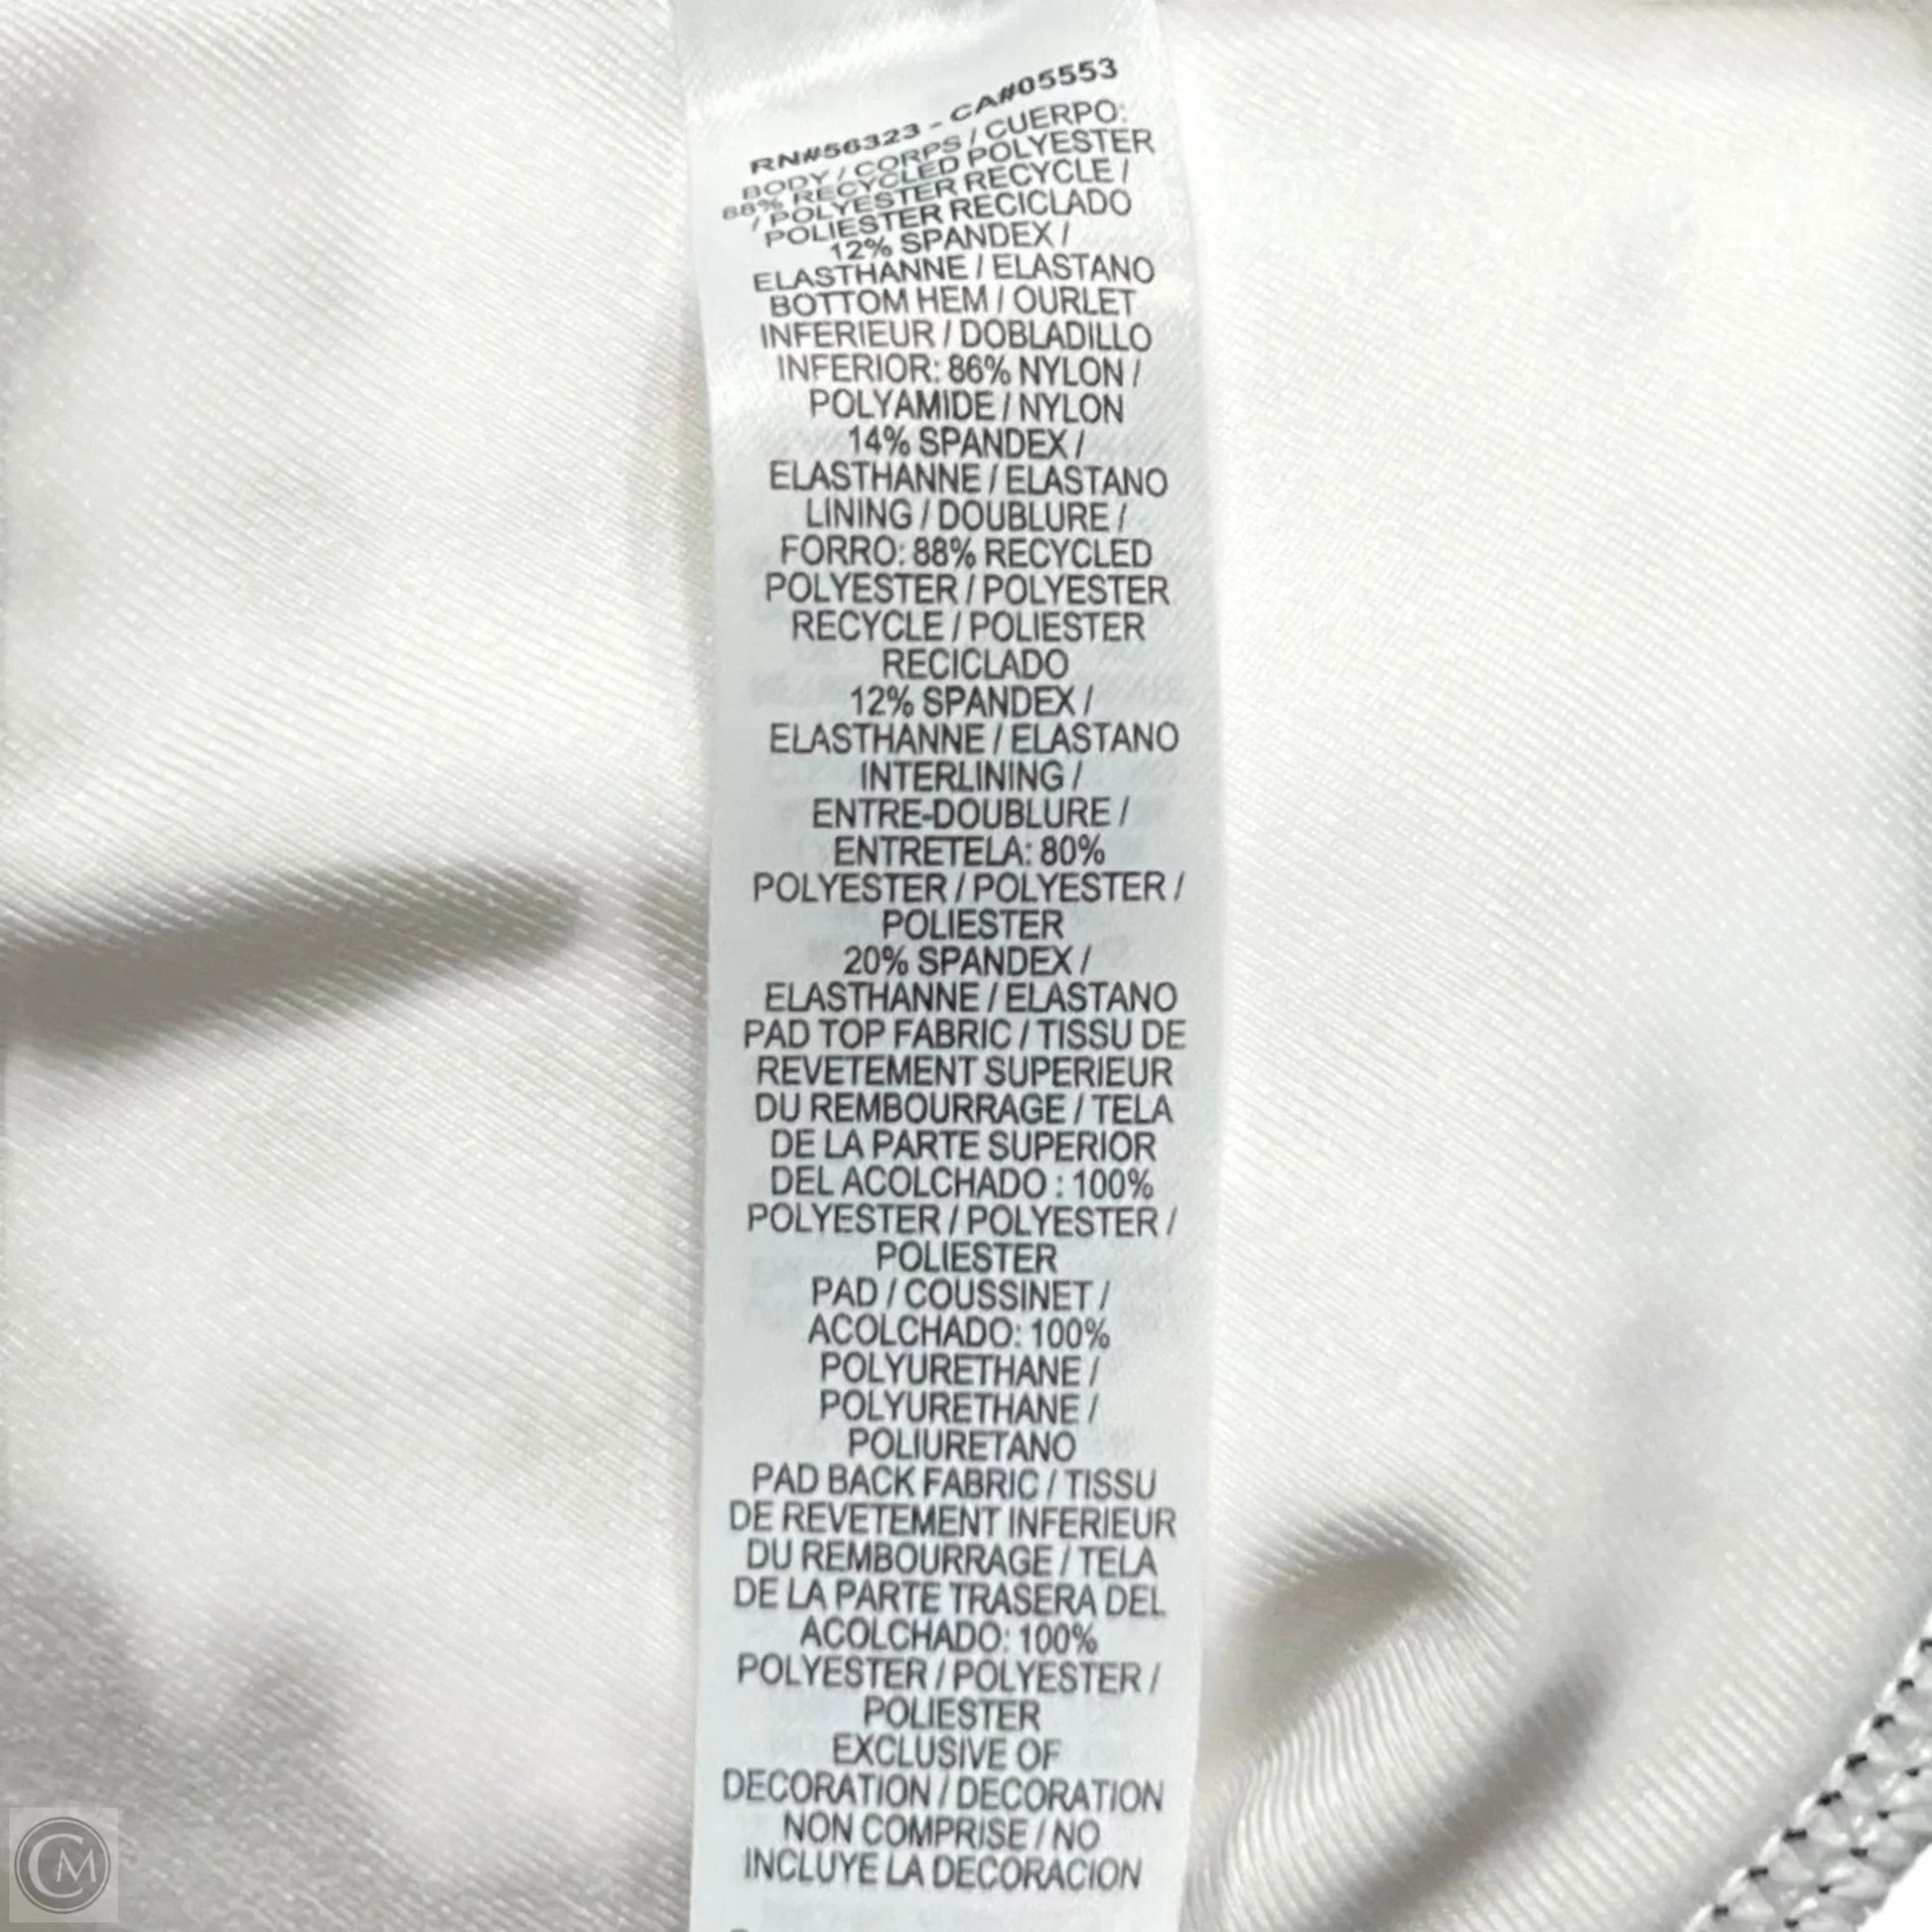 RN#56323 - CA#05553
BODY / CORPS / CUERPO:
88% RECYCLED POLYESTER
/ POLYESTER RECYCLE /
POLIESTER RECICLADO
12% SPANDEX /
ELASTHANNE / ELASTANO
BOTTOM HEM / OURLET
INFERIEUR / DOBLADILLO
INFERIOR: 86% NYLON /
POLYAMIDE / NYLON
14% SPANDEX /
ELASTHANNE / ELASTANO
LINING / DOUBLURE /
FORRO: 88% RECYCLED
POLYESTER / POLYESTER
RECYCLE / POLIESTER
RECICLADO
12% SPANDEX /
ELASTHANNE / ELASTANO
INTERLINING /
ENTRE-DOUBLURE /
ENTRETELA: 80%
POLYESTER / POLYESTER /
POLIESTER
20% SPANDEX /
ELASTHANNE / ELASTANO
PAD TOP FABRIC / TISSU DE
REVETEMENT SUPERIEUR
DU REMBOURRAGE / TELA
DE LA PARTE SUPERIOR
DEL ACOLCHADO : 100%
POLYESTER / POLYESTER /
POLIESTER
PAD / COUSSINET /
ACOLCHADO: 100%
POLYURETHANE /
POLYURETHANE /
POLIURETANO
PAD BACK FABRIC / TISSU
DE REVETEMENT INFERIEUR
DU REMBOURRAGE / TELA
DE LA PARTE TRASERA DEL
ACOLCHADO: 100%
POLYESTER / POLYESTER /
POLIESTER
EXCLUSIVE OF
DECORATION / DECORATION
NON COMPRISE / NO
INCLUYE LA DECORACION
CM